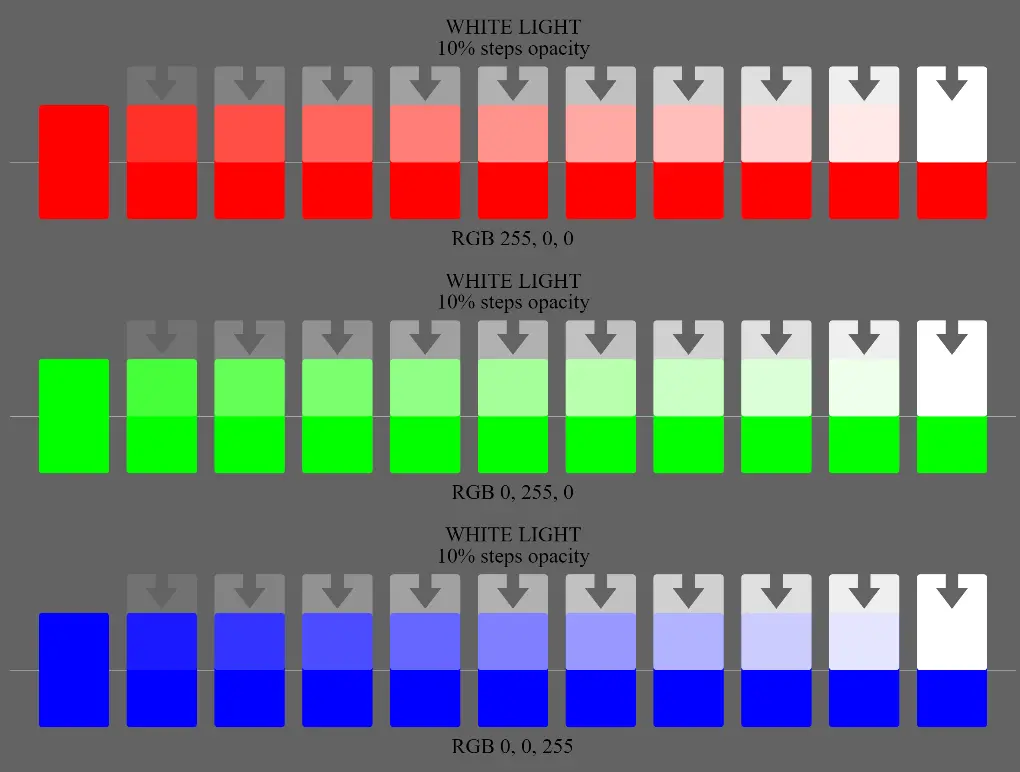 WHITE LIGHT
10% steps opacity
RGB 255, 0, 0
WHITE LIGHT
10% steps opacity
RGB 0, 255, 0
WHITE LIGHT
10% steps opacity
RGB 0, 0, 255